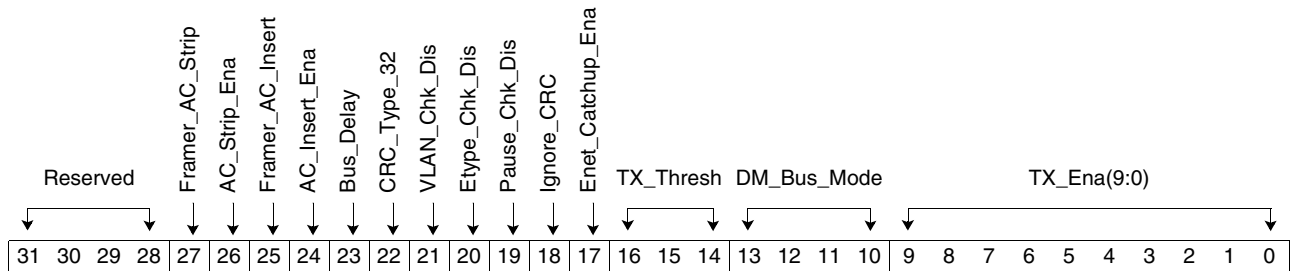 Framer_AC_Strip
AC_Strip_Ena
Framer_AC_Insert
AC_Insert_Ena
Bus_Delay
CRC_Type_32
VLAN_Chk_Dis
Etype_Chk_Dis
Pause_Chk_Dis
Ignore_CRC
Enet_Catchup_Ena
Reserved TX_Thresh DM_Bus_Mode TX_Ena(9:0)
31 30 29 28 27 26 25 24 23 22 21 20 19 18 17 16 15 14 13 12 11 10 9 8 7 6 5 4 3 2 1 0